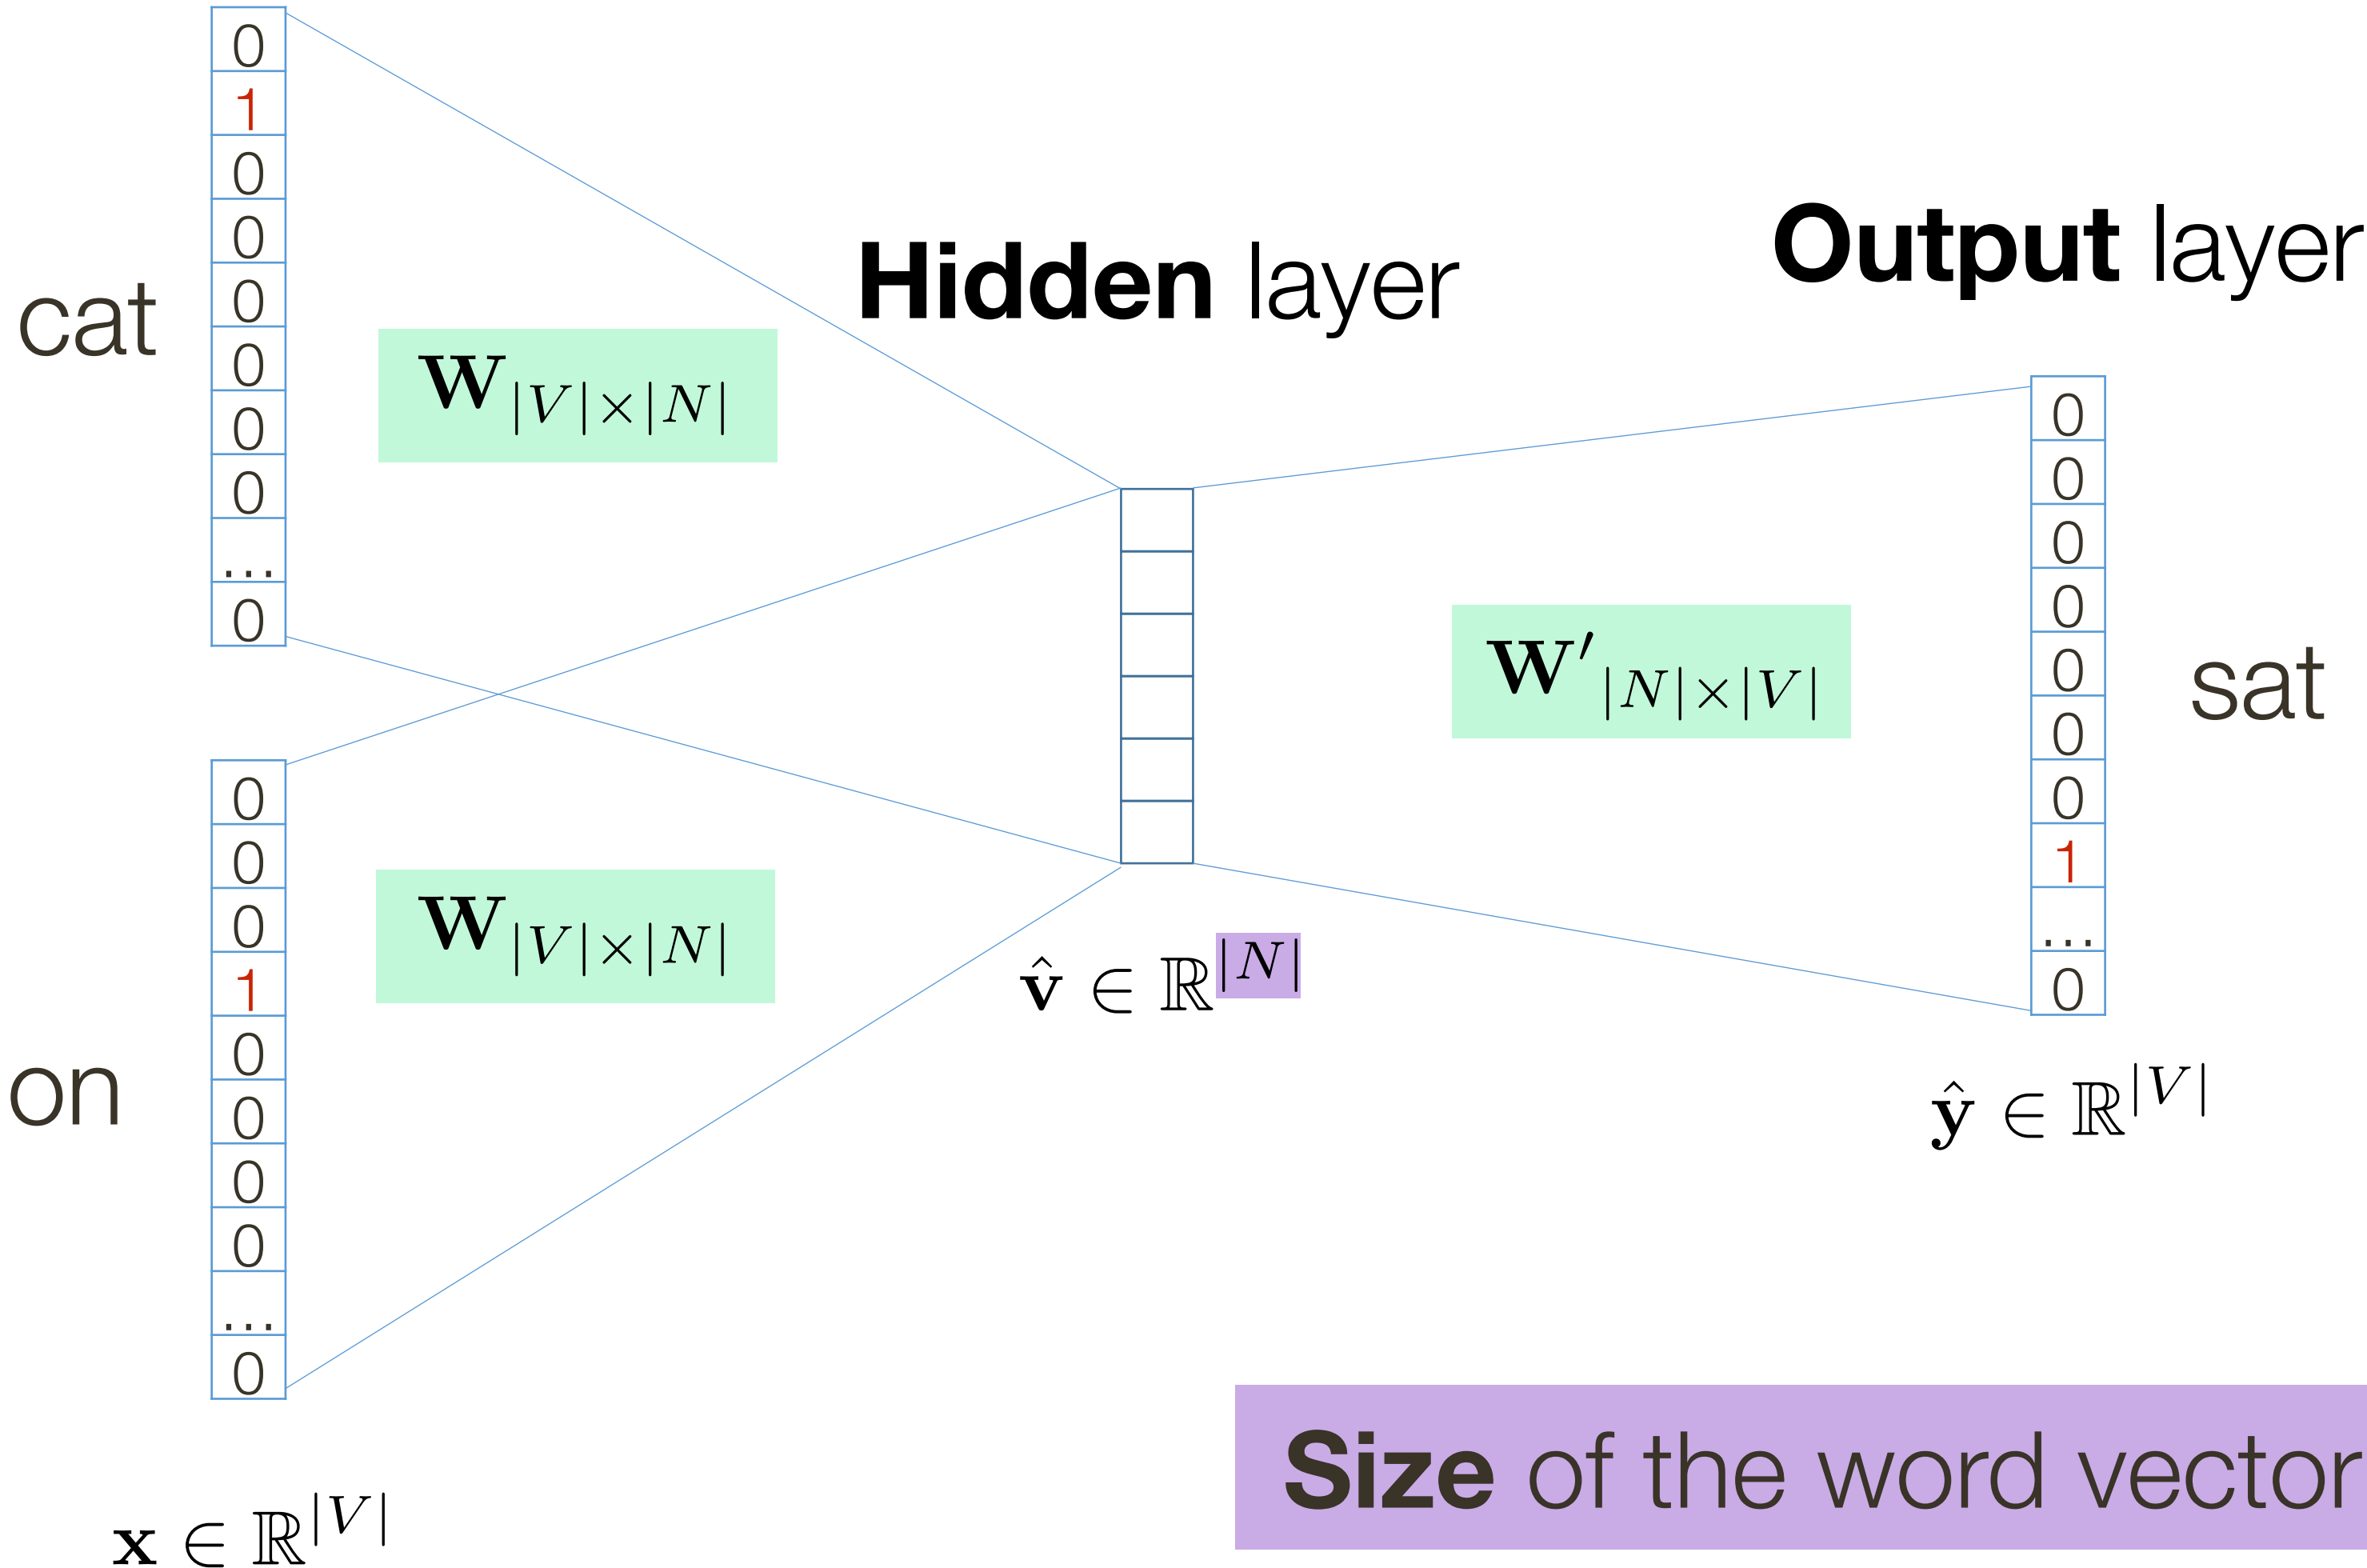 0
1
0
0
0
0
0
0
...
0
cat
W_{|V|×|N|}
Hidden layer
Output layer
0
0
0
1
0
0
0
0
...
0
on
W_{|V|×|N|}
x ∈ ℝ^{|V|}
v̂ ∈ ℝ^{|N|}
W'_{|N|×|V|}
0
0
0
0
0
0
0
1
...
0
sat
ŷ ∈ ℝ^{|V|}
Size of the word vector